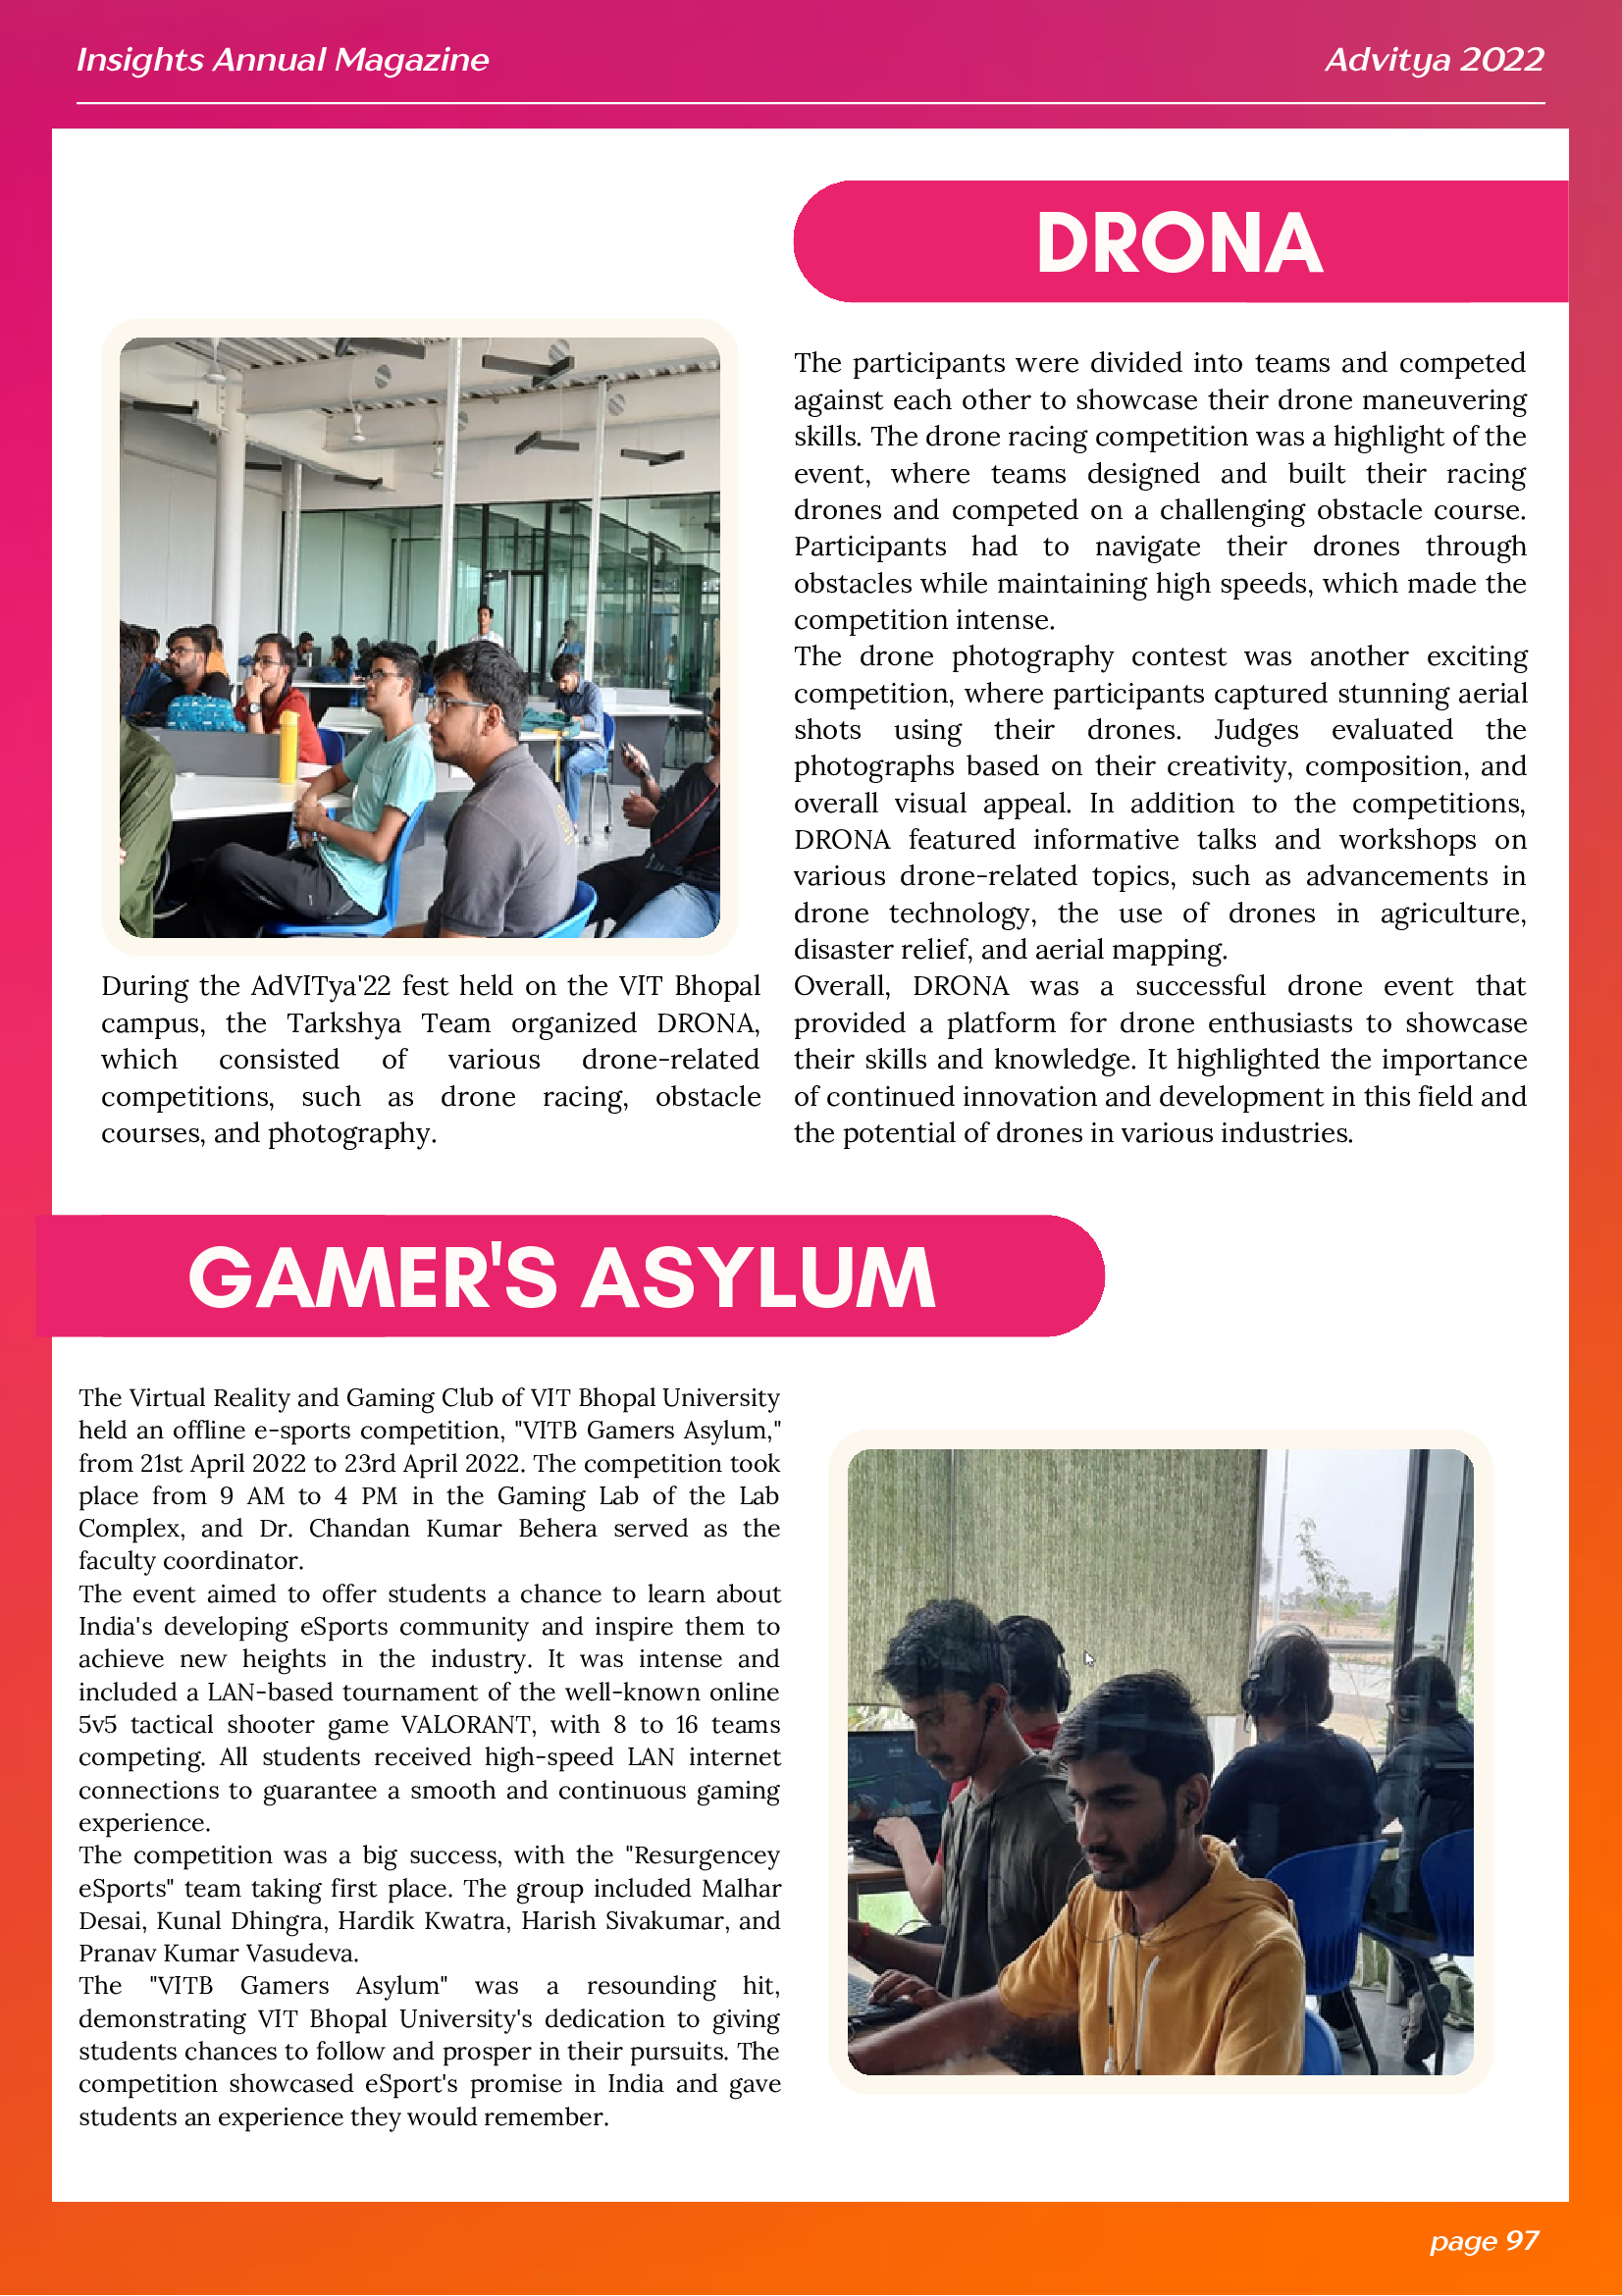 Insights Annual Magazine
Advitya 2022
DRONA
During the AdVITya'22 fest held on the VIT Bhopal
campus, the Tarkshya Team organized DRONA,
which consisted of various drone-related
competitions, such as drone racing, obstacle
courses, and photography.
The participants were divided into teams and competed
against each other to showcase their drone maneuvering
skills. The drone racing competition was a highlight of the
event, where teams designed and built their racing
drones and competed on a challenging obstacle course.
Participants had to navigate their drones through
obstacles while maintaining high speeds, which made the
competition intense.
The drone photography contest was another exciting
competition, where participants captured stunning aerial
shots using their drones. Judges evaluated the
photographs based on their creativity, composition, and
overall visual appeal. In addition to the competitions,
DRONA featured informative talks and workshops on
various drone-related topics, such as advancements in
drone technology, the use of drones in agriculture,
disaster relief, and aerial mapping.
Overall, DRONA was a successful drone event that
provided a platform for drone enthusiasts to showcase
their skills and knowledge. It highlighted the importance
of continued innovation and development in this field and
the potential of drones in various industries.
GAMER'S ASYLUM
The Virtual Reality and Gaming Club of VIT Bhopal University
held an offline e-sports competition, "VITB Gamers Asylum,"
from 21st April 2022 to 23rd April 2022. The competition took
place from 9 AM to 4 PM in the Gaming Lab of the Lab
Complex, and Dr. Chandan Kumar Behera served as the
faculty coordinator.
The event aimed to offer students a chance to learn about
India's developing eSports community and inspire them to
achieve new heights in the industry. It was intense and
included a LAN-based tournament of the well-known online
5v5 tactical shooter game VALORANT, with 8 to 16 teams
competing. All students received high-speed LAN internet
connections to guarantee a smooth and continuous gaming
experience.
The competition was a big success, with the "Resurgencey
eSports" team taking first place. The group included Malhar
Desai, Kunal Dhingra, Hardik Kwatra, Harish Sivakumar, and
Pranav Kumar Vasudeva.
The "VITB Gamers Asylum" was a resounding hit,
demonstrating VIT Bhopal University's dedication to giving
students chances to follow and prosper in their pursuits. The
competition showcased eSport's promise in India and gave
students an experience they would remember.
page 97